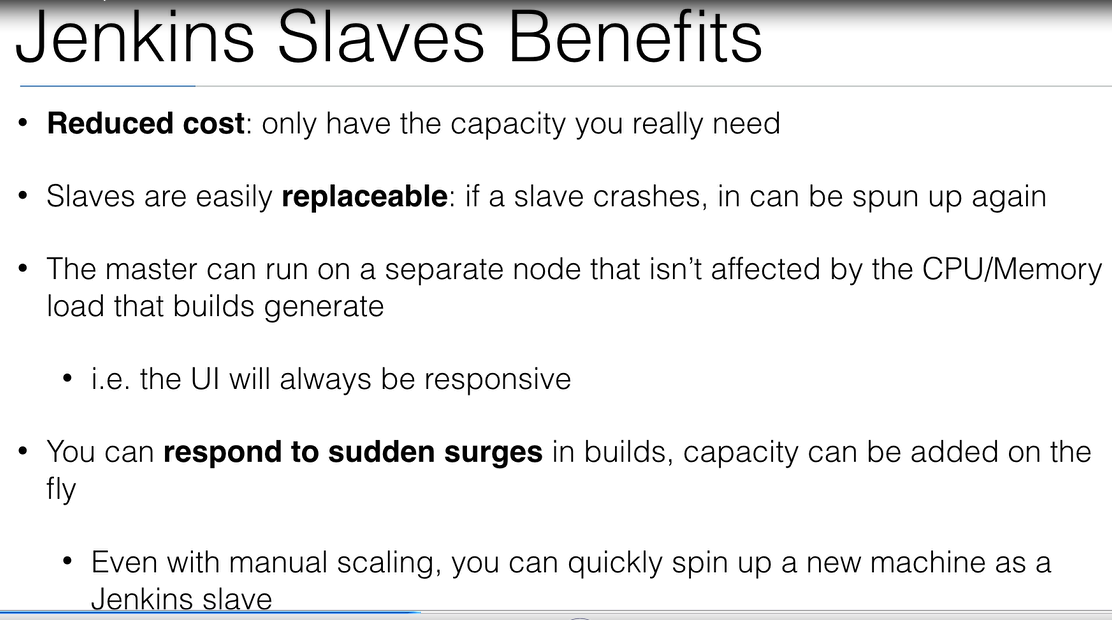 Jenkins Slaves Benefits
• Reduced cost: only have the capacity you really need
• Slaves are easily replaceable: if a slave crashes, in can be spun up again
• The master can run on a separate node that isn’t affected by the CPU/Memory
load that builds generate
• i.e. the UI will always be responsive
• You can respond to sudden surges in builds, capacity can be added on the
fly
• Even with manual scaling, you can quickly spin up a new machine as a
Jenkins slave